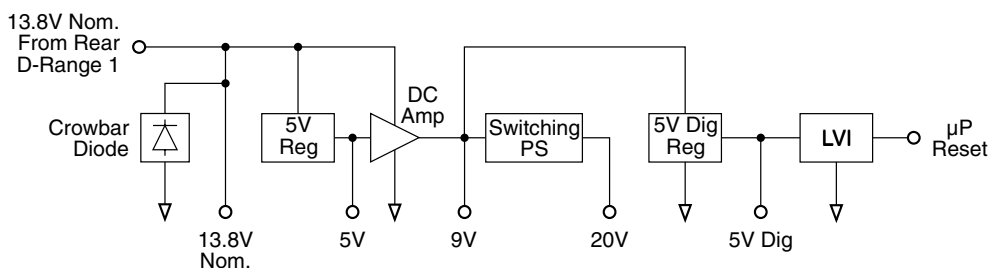 13.8V Nom.
From Rear
D-Range 1
Crowbar
Diode
5V
Reg
DC
Amp
Switching
PS
5V Dig
Reg
LVI
µP
Reset
13.8V
Nom.
5V
9V
20V
5V Dig